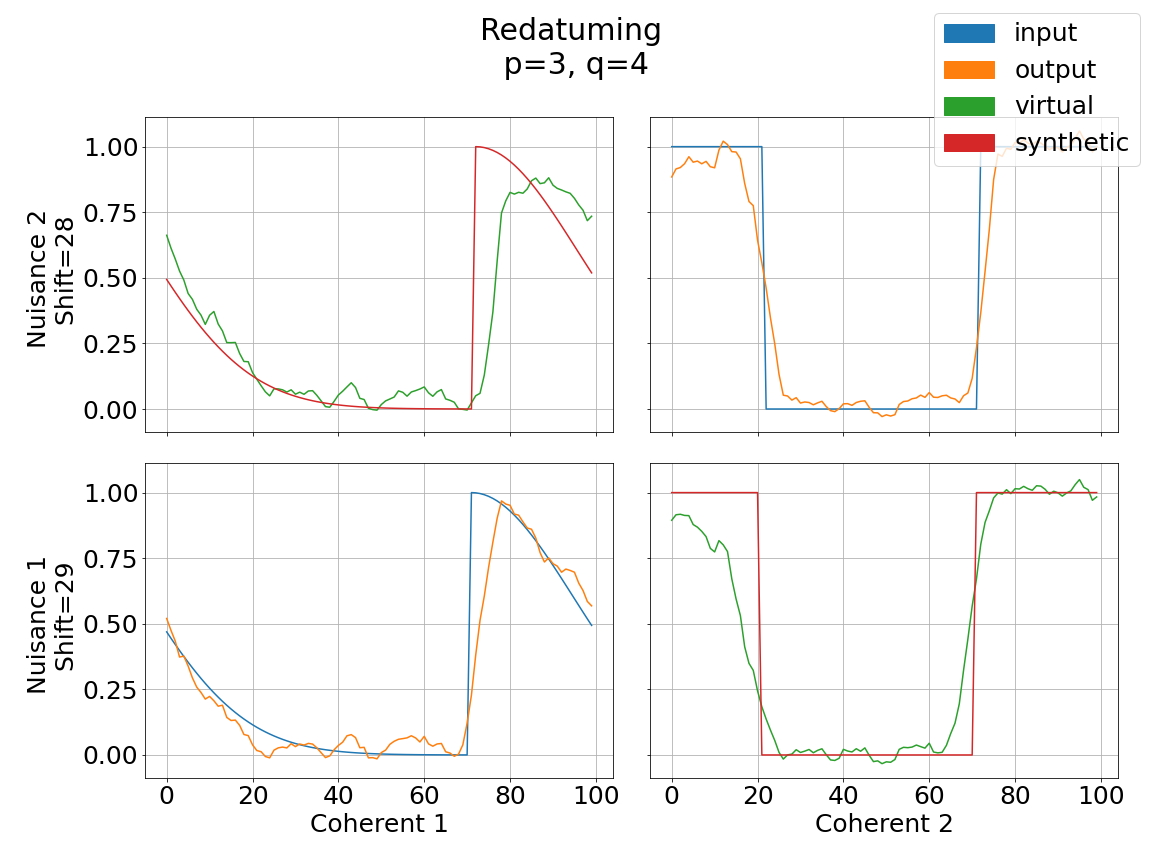 Redatuming
p=3, q=4
input
output
virtual
synthetic
Nuisance 2
Shift=28
1.00
0.75
0.50
0.25
0.00
Nuisance 1
Shift=29
1.00
0.75
0.50
0.25
0.00
0 20 40 60 80 100
0 20 40 60 80 100
Coherent 1
Coherent 2